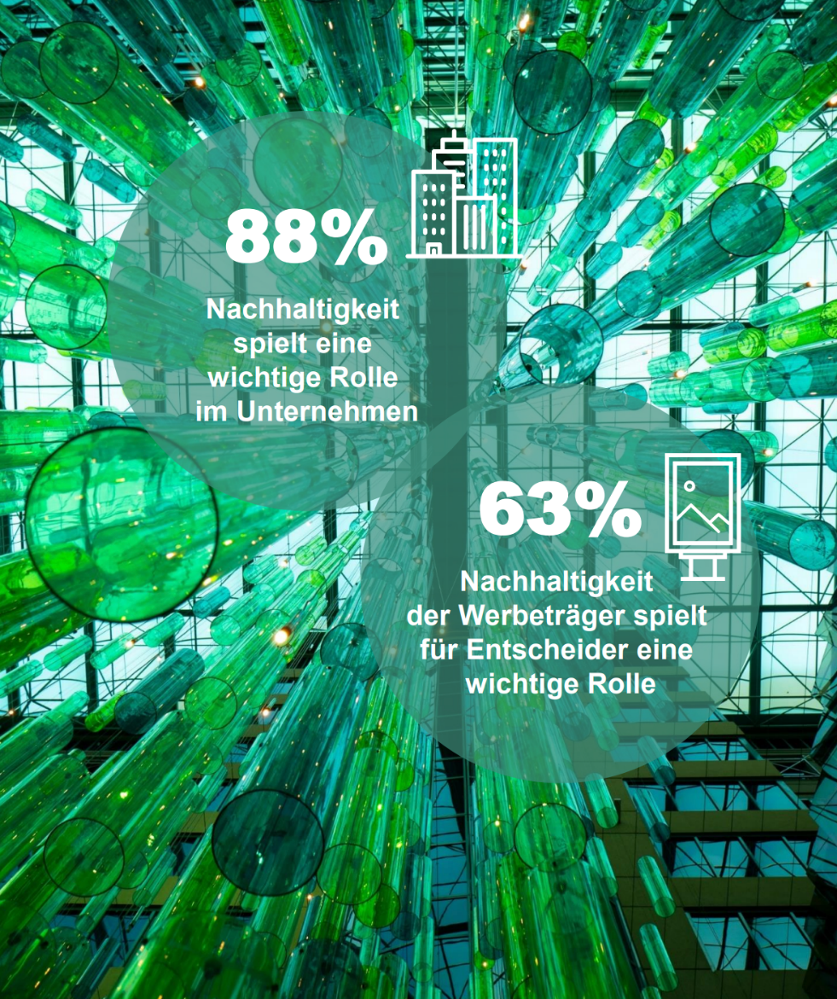 88%
Nachhaltigkeit
spielt eine
wichtige Rolle
im Unternehmen
63%
Nachhaltigkeit
der Werbeträger spielt
für Entscheider eine
wichtige Rolle